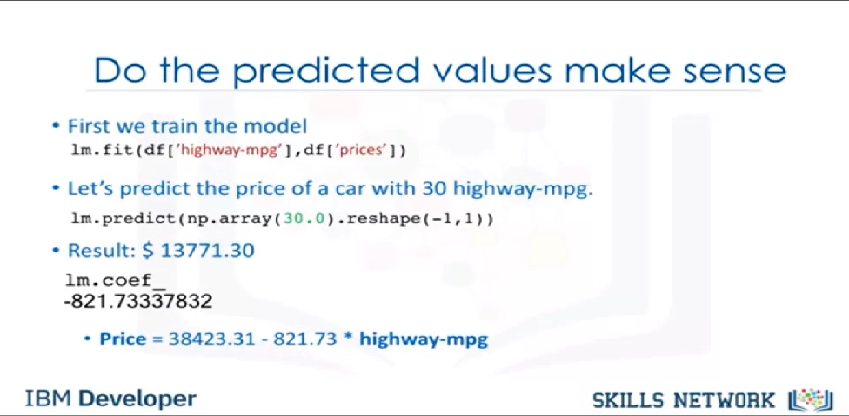 Do the predicted values make sense
• First we train the model
lm.fit(df['highway-mpg'],df['prices'])
• Let's predict the price of a car with 30 highway-mpg.
lm.predict(np.array(30.0).reshape(-1,1))
• Result: $ 13771.30
lm.coef_
-821.73337832
• Price = 38423.31 - 821.73 * highway-mpg
IBM Developer
SKILLS NETWORK